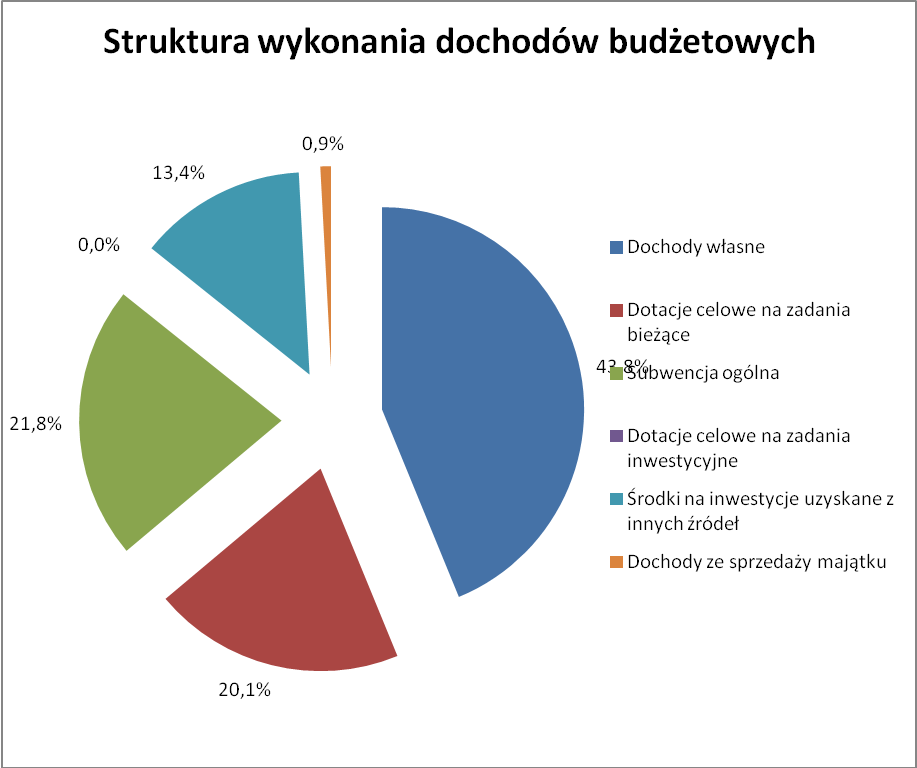 Struktura wykonania dochodów budżetowych
0,9%
13,4%
0,0%
21,8%
20,1%
43,8%
Dochody własne
Dotacje celowe na zadania
bieżące
Subwencja ogólna
Dotacje celowe na zadania
inwestycyjne
Środki na inwestycje uzyskane z
innych źródeł
Dochody ze sprzedaży majątku